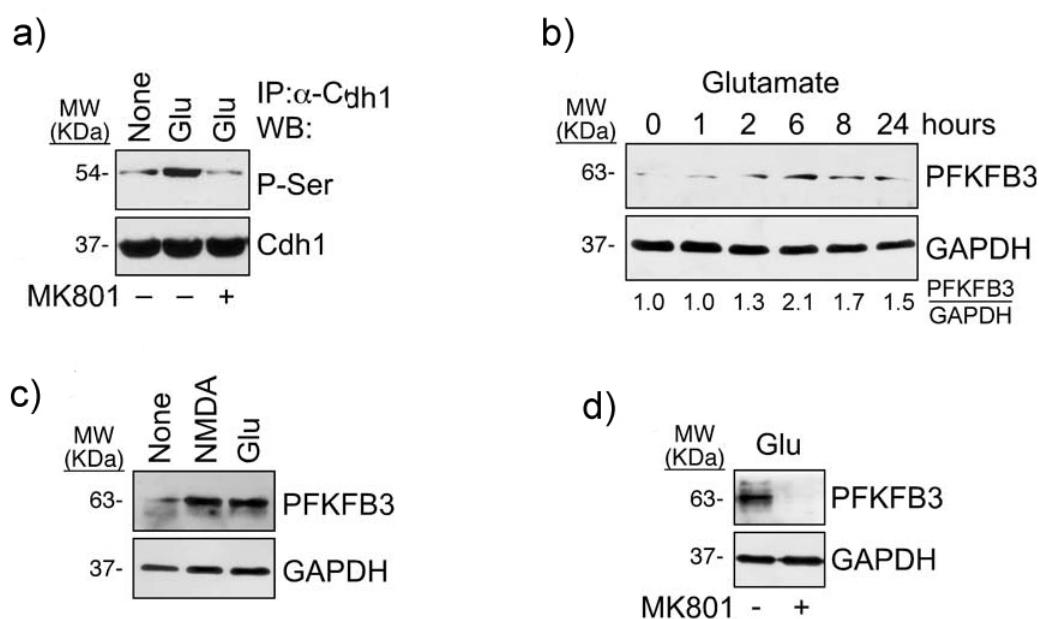 a)
None Glu Glu
IP:α-Cdh1
MW
(KDa)
WB:
54-
P-Ser
37-
Cdh1
MK801 – – +
b)
Glutamate
MW
(KDa)
0 1 2 6 8 24 hours
63-
PFKFB3
37-
GAPDH
1.0 1.0 1.3 2.1 1.7 1.5
PFKFB3
GAPDH
c)
None NMDA Glu
MW
(KDa)
63-
PFKFB3
37-
GAPDH
d)
MW
(KDa)
Glu
63-
PFKFB3
37-
GAPDH
MK801 - +